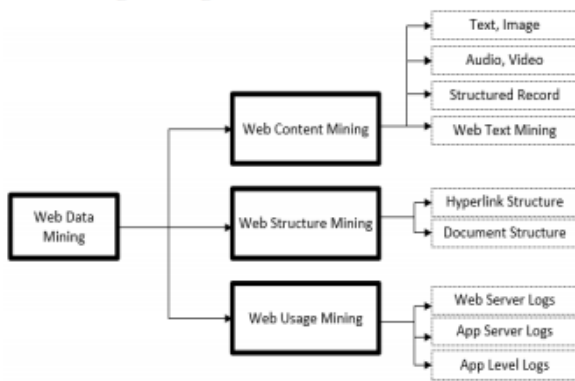 Text, Image
Audio, Video
Structured Record
Web Content Mining
Web Text Mining
Web Data
Mining
Hyperlink Structure
Web Structure Mining
Document Structure
Web Server Logs
Web Usage Mining
App Server Logs
App Level Logs